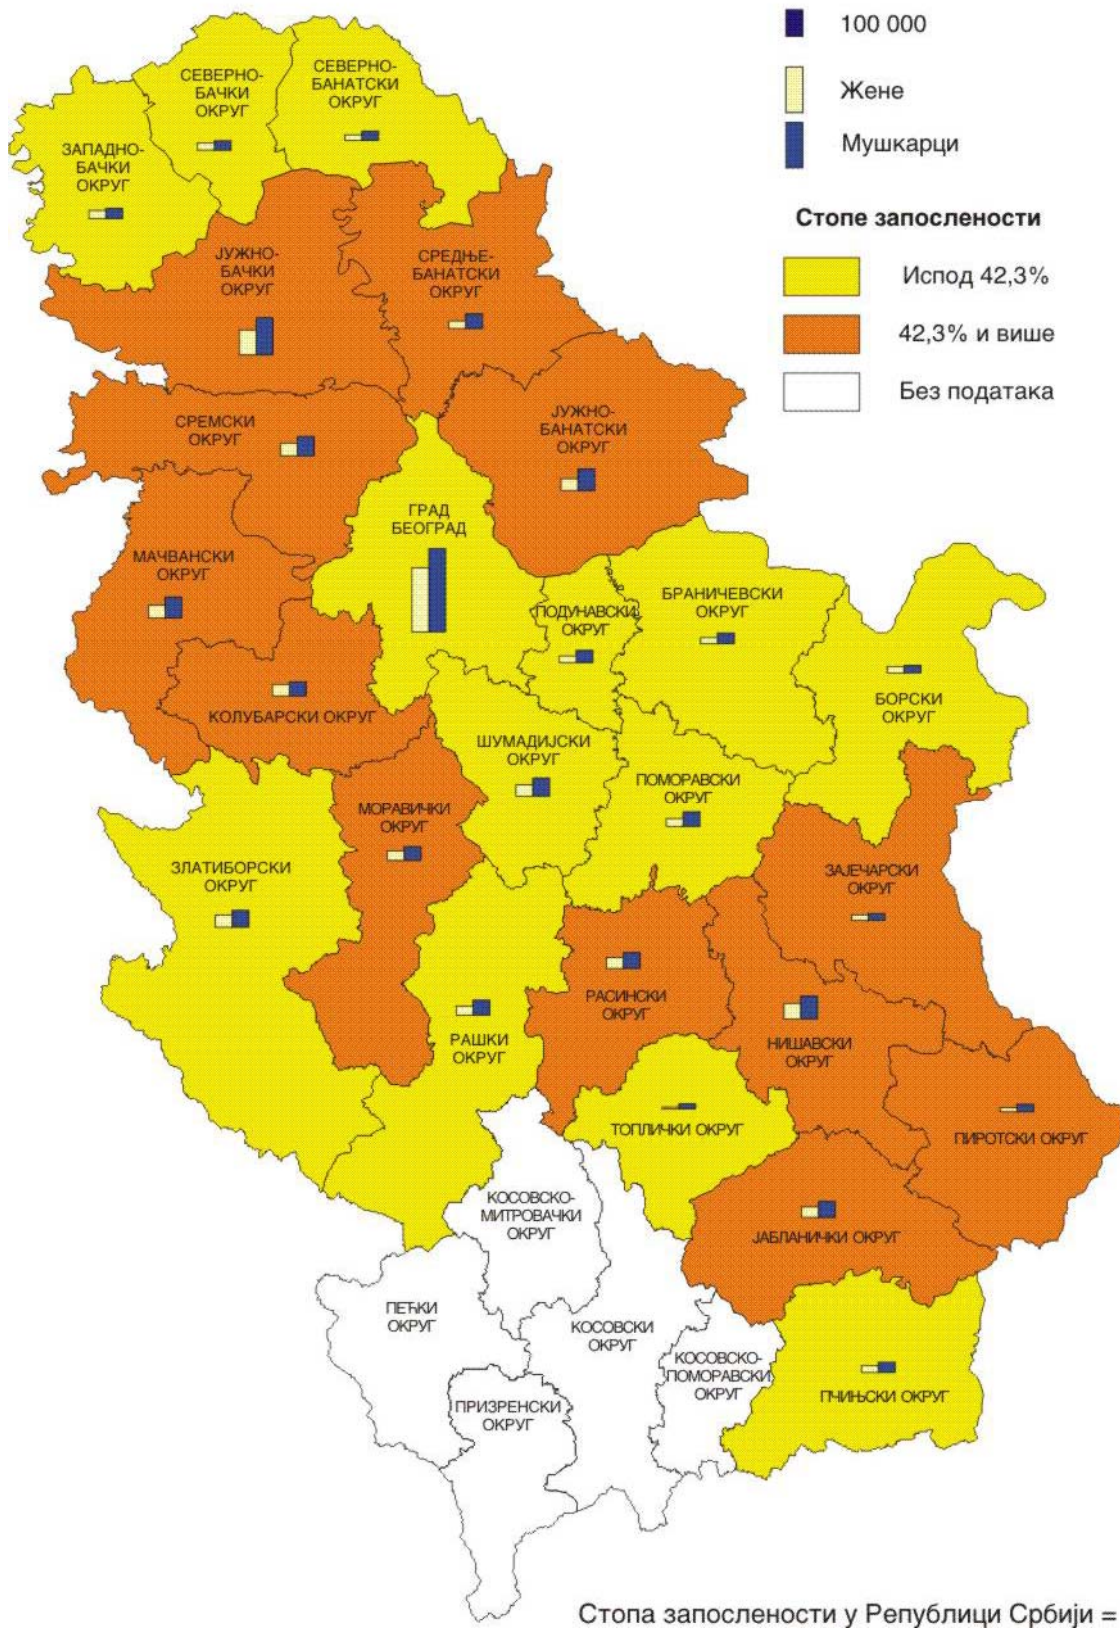 100 000
Жене
Мушкарци
Стопе запослености
Испод 42,3%
42,3% и више
Без података
СЕВЕРНО-
БАЧКИ
ОКРУГ
СЕВЕРНО-
БАНАТСКИ
ОКРУГ
ЗАПАДНО-
БАЧКИ
ОКРУГ
ЈУЖНО-
БАЧКИ
ОКРУГ
СРЕДЊЕ-
БАНАТСКИ
ОКРУГ
СРЕМСКИ
ОКРУГ
ЈУЖНО-
БАНАТСКИ
ОКРУГ
ГРАД
БЕОГРАД
МАЧВАНСКИ
ОКРУГ
ПОДУНАВСКИ
ОКРУГ
БРАНИЧЕВСКИ
ОКРУГ
БОРСКИ
ОКРУГ
КОЛУБАРСКИ ОКРУГ
ШУМАДИЈСКИ
ОКРУГ
ПОМОРАВСКИ
ОКРУГ
МОРАВИЧКИ
ОКРУГ
ЗЛАТИБОРСКИ
ОКРУГ
ЗАЈЕЧАРСКИ
ОКРУГ
РАСИНСКИ
ОКРУГ
РАШКИ
ОКРУГ
НИШАВСКИ
ОКРУГ
ТОПЛИЧКИ ОКРУГ
ПИРОТСКИ ОКРУГ
КОСОВСКО-
МИТРОВАЧКИ
ОКРУГ
ЈАБЛАНИЧКИ ОКРУГ
ПЕЋКИ
ОКРУГ
КОСОВСКИ
ОКРУГ
КОСОВСКО-
ПОМОРАВСКИ
ОКРУГ
ПРИЗРЕНСКИ
ОКРУГ
ПЧИЊСКИ ОКРУГ
Стопа запослености у Републици Србији =